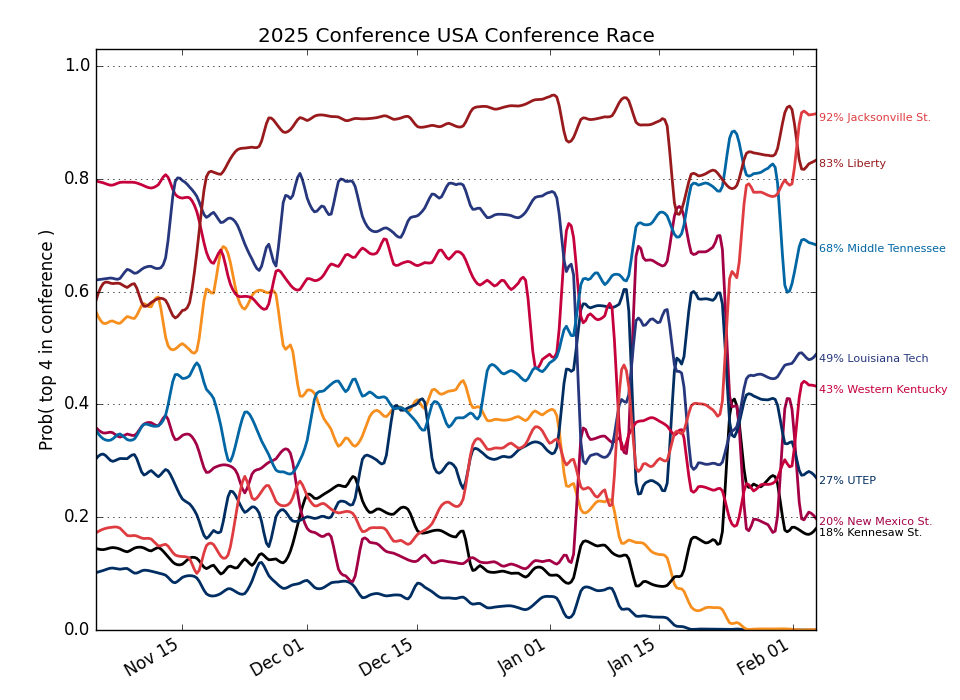 2025 Conference USA Conference Race
Prob( top 4 in conference )
1.0
0.8
0.6
0.4
0.2
0.0
Nov 15
Dec 01
Dec 15
Jan 01
Jan 15
Feb 01
92% Jacksonville St.
83% Liberty
68% Middle Tennessee
49% Louisiana Tech
43% Western Kentucky
27% UTEP
20% New Mexico St.
18% Kennesaw St.